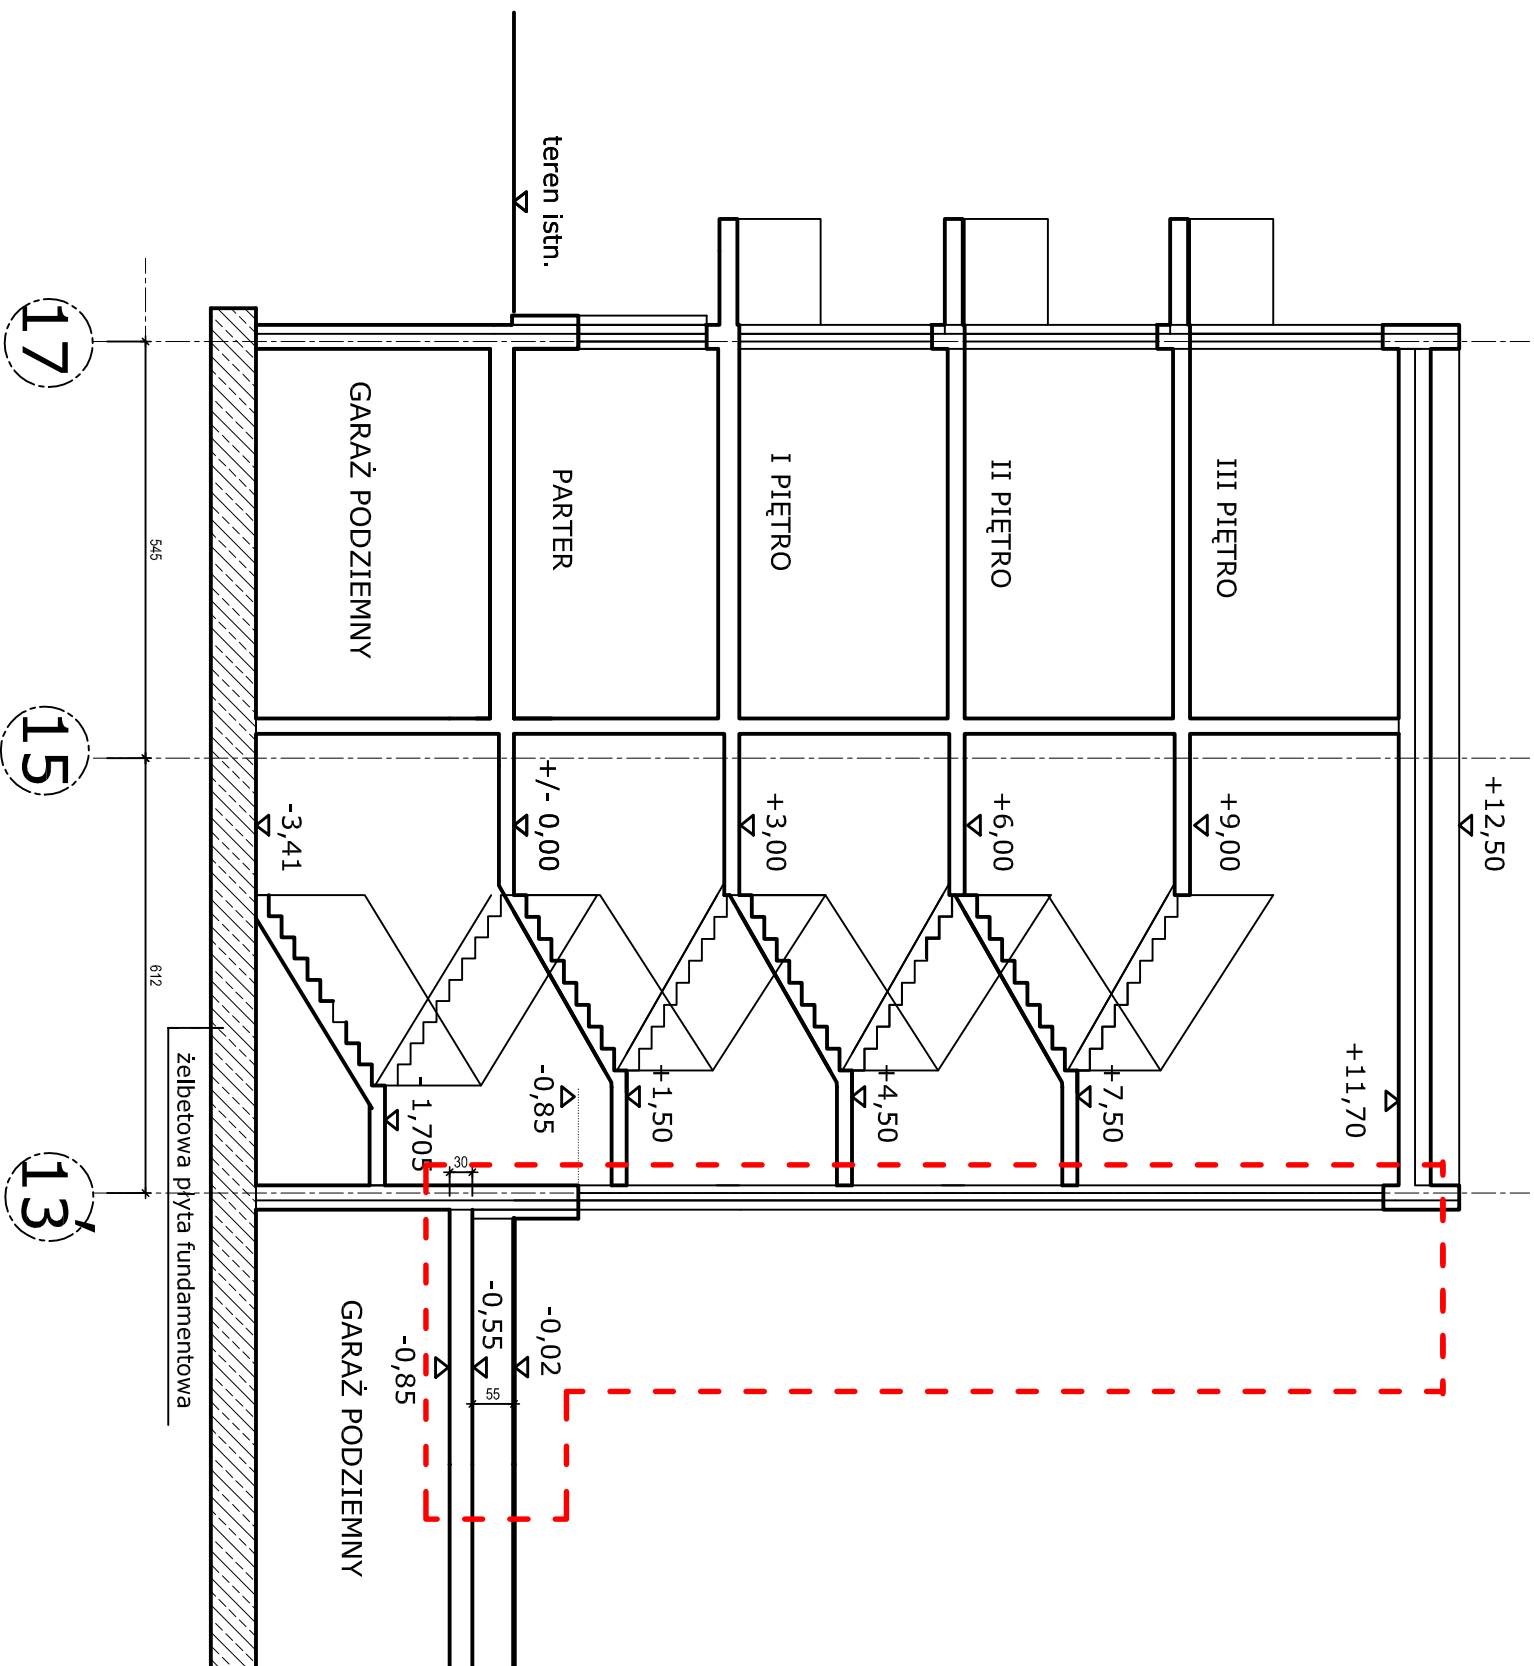 +12,50
+11,70
III PIĘTRO
+9,00
+7,50
II PIĘTRO
+6,00
+4,50
I PIĘTRO
+3,00
+1,50
teren istn.
PARTER
+/- 0,00
-0,85
-0,02
-0,55
55
30
-1,705
-0,85
GARAŻ PODZIEMNY
GARAŻ PODZIEMNY
-3,41
żelbetowa płyta fundamentowa
545
612
17
15
13'